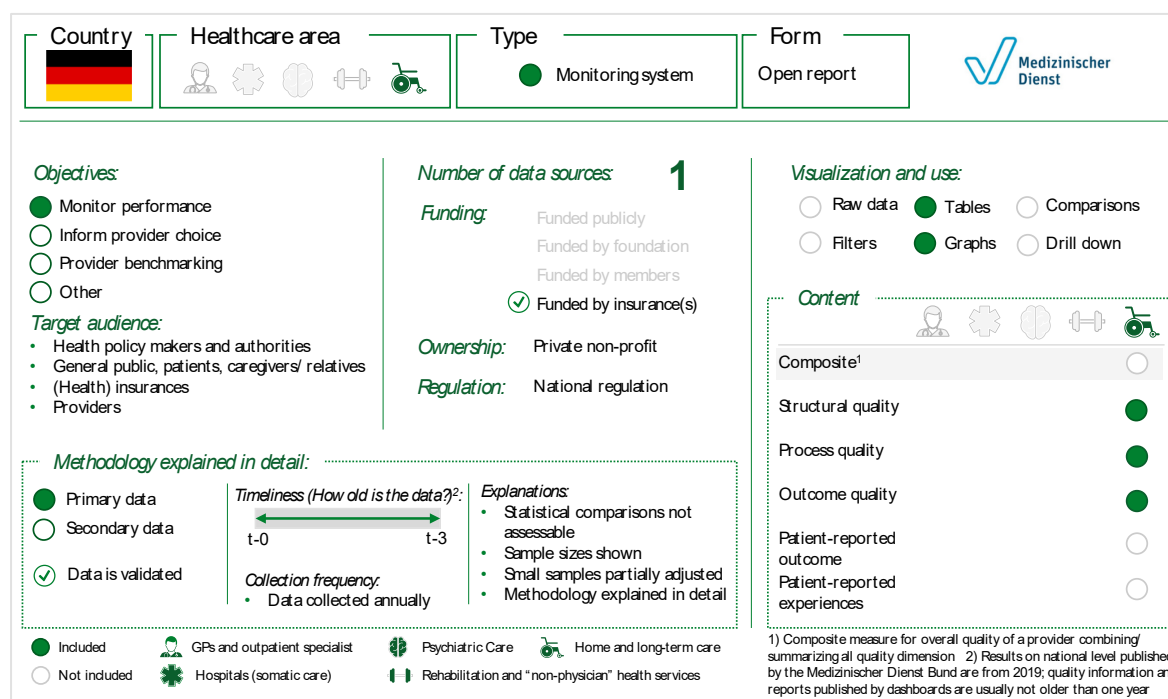 Country
Healthcare area
Type
Monitoring system
Form
Open report
Medizinischer
Dienst
Objectives:
Monitor performance
Inform provider choice
Provider benchmarking
Other
Target audience:
• Health policy makers and authorities
• General public, patients, caregivers/ relatives
• (Health) insurances
• Providers
Number of data sources: 1
Funding:
Funded publicly
Funded by foundation
Funded by members
Funded by insurance(s)
Ownership: Private non-profit
Regulation: National regulation
Visualization and use:
Raw data Tables Comparisons
Filters Graphs Drill down
Content
Composite¹
Structural quality
Process quality
Outcome quality
Patient-reported
outcome
Patient-reported
experiences
Methodology explained in detail:
Primary data
Secondary data
Data is validated
Timeliness (How old is the data?)²:
t-0 t-3
Collection frequency:
• Data collected annually
Explanations:
• Statistical comparisons not
assessable
• Sample sizes shown
• Small samples partially adjusted
• Methodology explained in detail
Included
GPs and outpatient specialist
Psychiatric Care
Home and long-term care
Not included
Hospitals (somatic care)
Rehabilitation and "non-physician" health services
1) Composite measure for overall quality of a provider combining/
summarizing all quality dimension 2) Results on national level published
by the Medizinischer Dienst Bund are from 2019; quality information an
reports published by dashboards are usually not older than one year